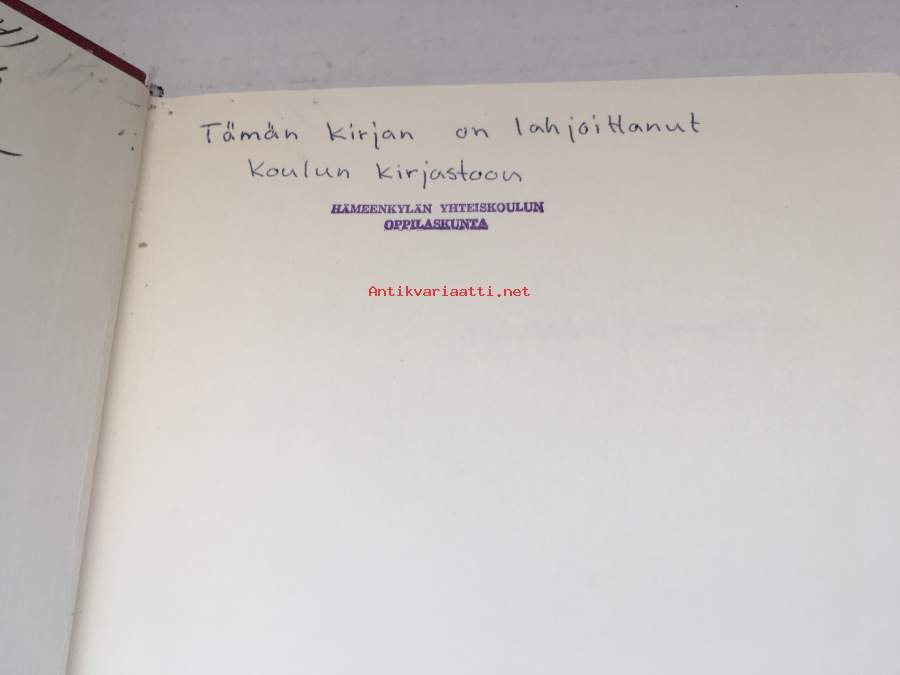 Tämän kirjan on lahjoittanut
koulun kirjastoon
HÄMEENKYLÄN YHTEISKOULUN
OPPILASKUNTA
Antikvariaatti.net